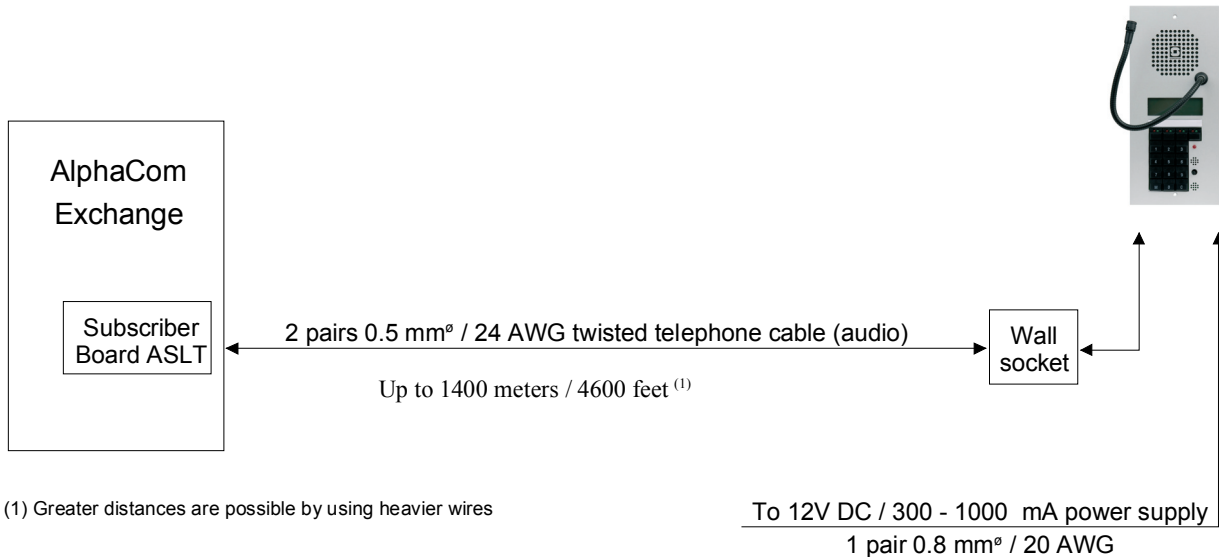 AlphaCom
Exchange
Subscriber
Board ASLT
2 pairs 0.5 mmø / 24 AWG twisted telephone cable (audio)
Up to 1400 meters / 4600 feet (1)
Wall
socket
(1) Greater distances are possible by using heavier wires
To 12V DC / 300 - 1000 mA power supply
1 pair 0.8 mmø / 20 AWG